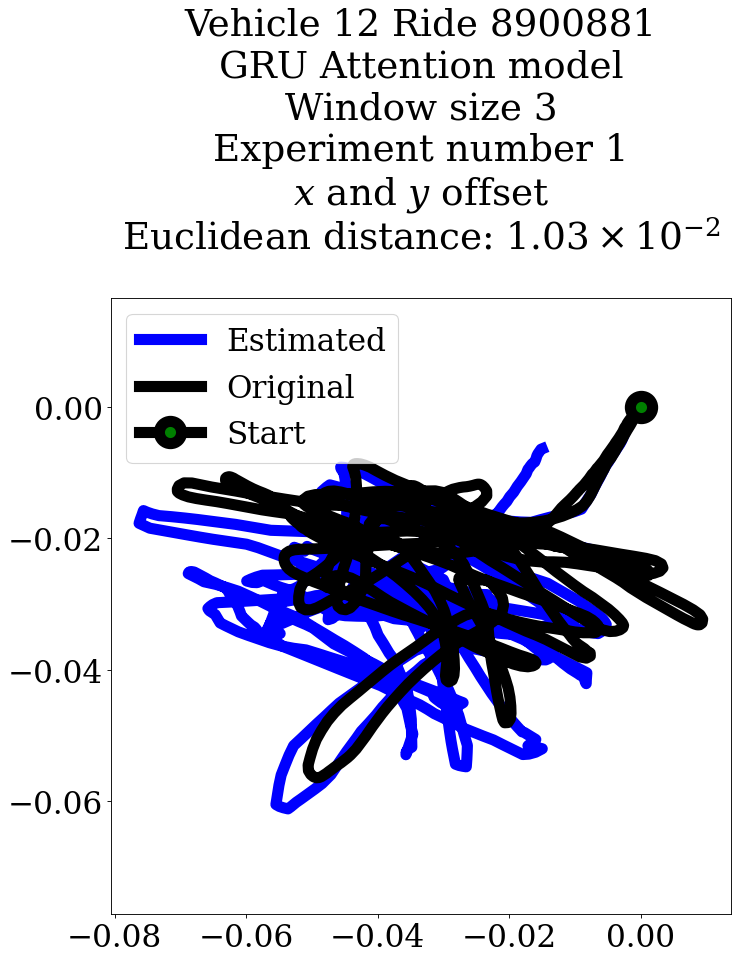 Vehicle 12 Ride 8900881
GRU Attention model
Window size 3
Experiment number 1
x and y offset
Euclidean distance: 1.03 × 10⁻²
Estimated
Original
Start
0.00
−0.02
−0.04
−0.06
−0.08 −0.06 −0.04 −0.02 0.00